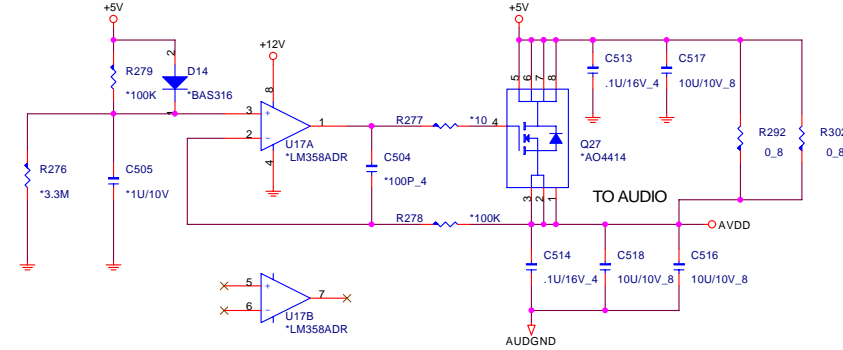 +5V
+5V
+12V
2
R279
D14
*100K
*BAS316
1
8
3
+
2
-
1
4
U17A
*LM358ADR
R276
*3.3M
C505
*1U/10V
R277
*10
4
C504
*100P_4
R278
*100K
5
6
7
8
Q27
*AO4414
3
2
1
C513
.1U/16V_4
C517
10U/10V_8
R292
0_8
R302
0_8
TO AUDIO
AVDD
C514
.1U/16V_4
C518
10U/10V_8
C516
10U/10V_8
AUDGND
5
+
6
-
7
U17B
*LM358ADR